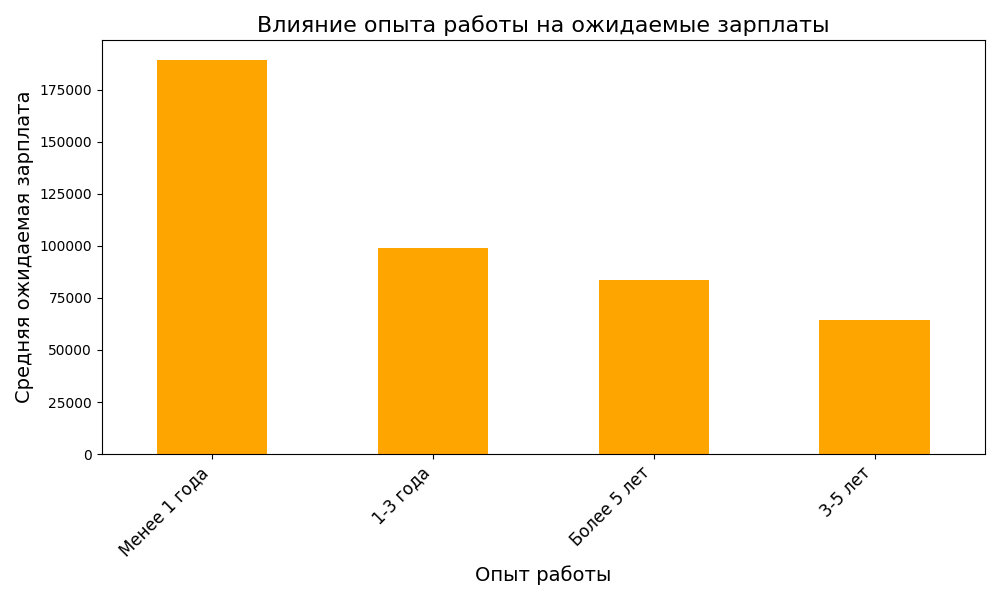 Влияние опыта работы на ожидаемые зарплаты
Средняя ожидаемая зарплата
175000
150000
125000
100000
75000
50000
25000
0
Менее 1 года
1-3 года
Более 5 лет
3-5 лет
Опыт работы